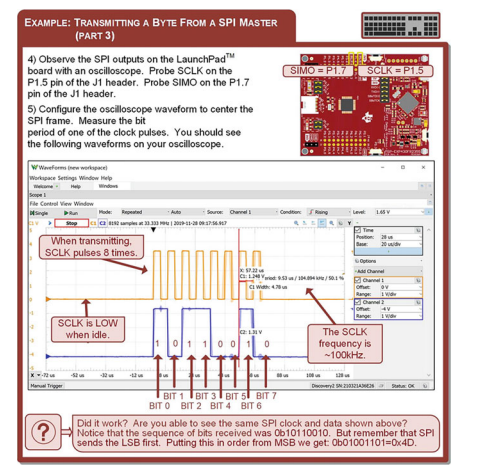 EXAMPLE: TRANSMITTING A BYTE FROM A SPI MASTER
(PART 3)
4) Observe the SPI outputs on the LaunchPad™
board with an oscilloscope. Probe SCLK on the
P1.5 pin of the J1 header. Probe SIMO on the P1.7
pin of the J1 header.
5) Configure the oscilloscope waveform to center the
SPI frame. Measure the bit
period of one of the clock pulses. You should see
the following waveforms on your oscilloscope.
SIMO = P1.7
SCLK = P1.5
WaveForms (new workspace)
Workspace Settings Window Help
Welcome Help Windows
Scope 1
File Control View Window
Single Run Mode: Repeated Auto Source: Channel 1 Condition: Rising Level: 1.65 V
Stop C1 C2 8192 samples at 33.333 MHz | 2019-11-28 09:17:56.917
Time
Position: 28 us
Base: 20 us/div
Options
Add Channel
Channel 1
Offset: 0 V
Range: 1 V/div
Channel 2
Offset: -4 V
Range: 1 V/div
When transmitting,
SCLK pulses 8 times.
X: 57.22 us
C1: 1.248 V
eriod: 9.53 us / 104.894 kHz / 50.1 %
C1 Width: 4.78 us
SCLK is LOW
when idle.
C2: 1.31 V
The SCLK
frequency is
~100kHz.
1 0 1 1 0 0 1 0
X -72 us -52 us -32 us -12 us 8 us 28 us 48 us 68 us 88 us 108 us 128 us
Manual Trigger Discovery2 SN:210321A36E26 Status: OK
BIT 0
BIT 1
BIT 2
BIT 3
BIT 4
BIT 5
BIT 6
BIT 7
?
Did it work? Are you able to see the same SPI clock and data shown above?
Notice that the sequence of bits received was 0b10110010. But remember that SPI
sends the LSB first. Putting this in order from MSB we get: 0b01001101=0x4D.